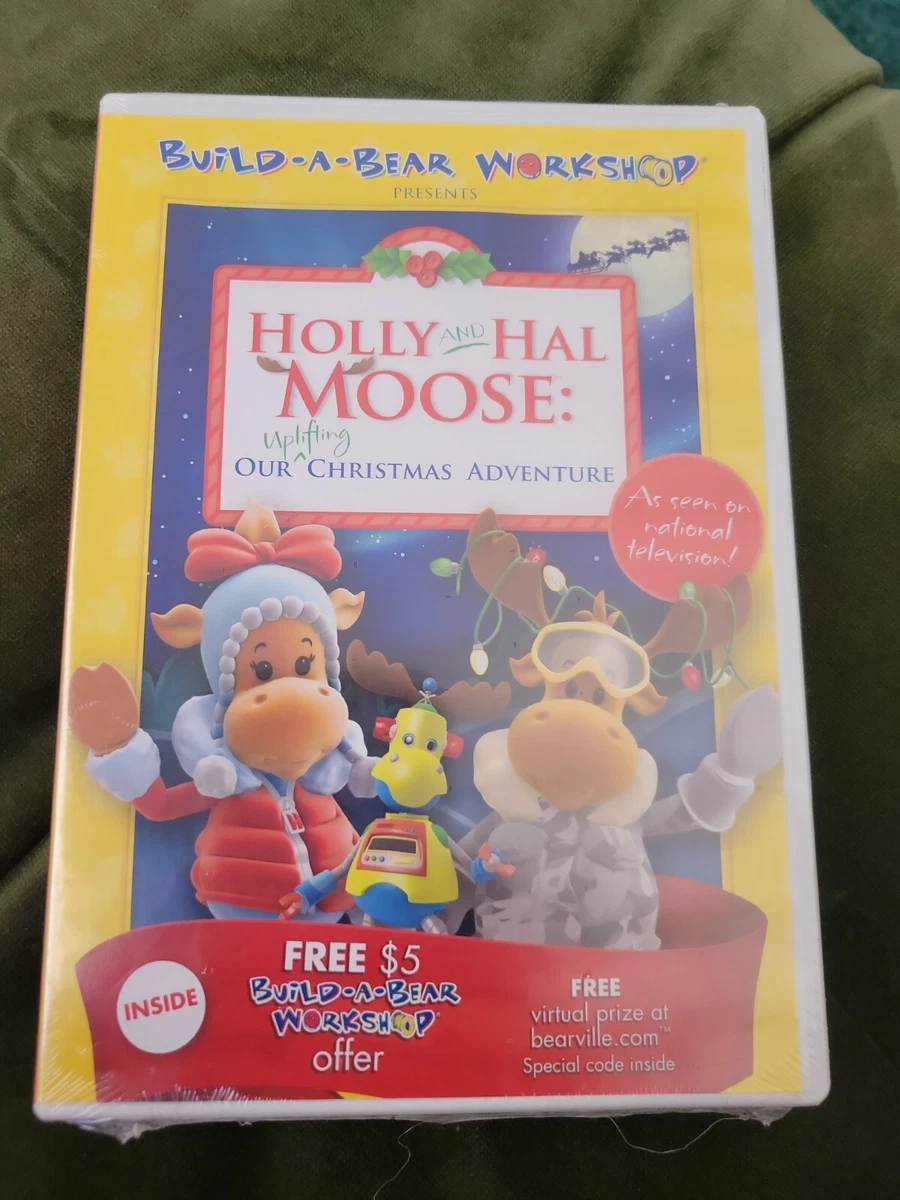 BUILD-A-BEAR WORKSHOP®
PRESENTS
HOLLY AND HAL
MOOSE:
Uplifting
OUR ^ CHRISTMAS ADVENTURE
As seen on
national
television!
INSIDE
FREE $5
BUILD-A-BEAR
WORKSHOP®
offer
FREE
virtual prize at
bearville.com™
Special code inside